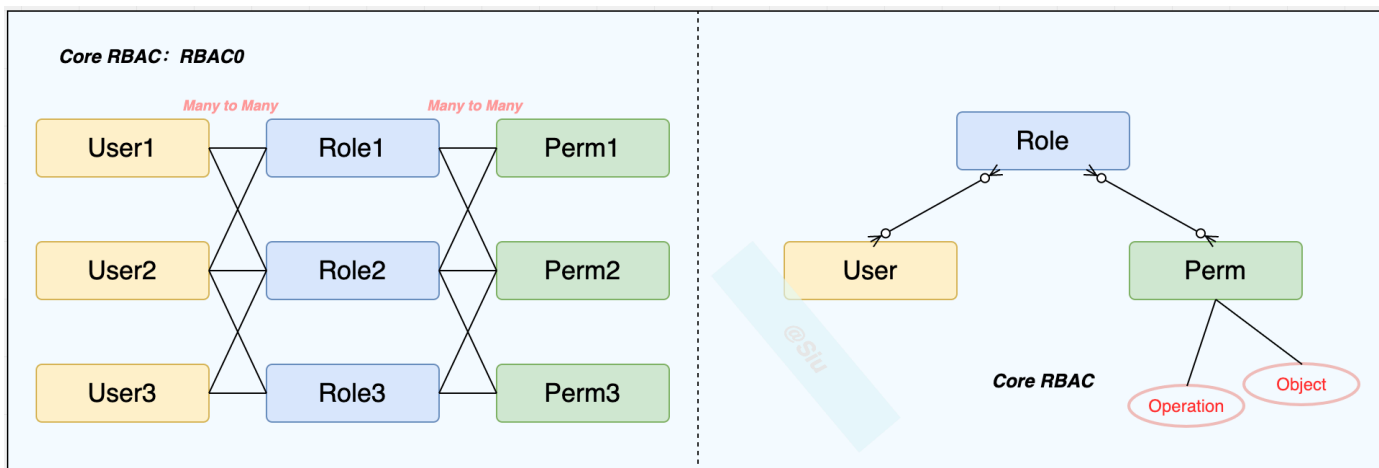 Core RBAC：RBAC0
Many to Many
Many to Many
User1
Role1
Perm1
User2
Role2
Perm2
User3
Role3
Perm3
Role
User
Perm
@Siu
Core RBAC
Operation
Object